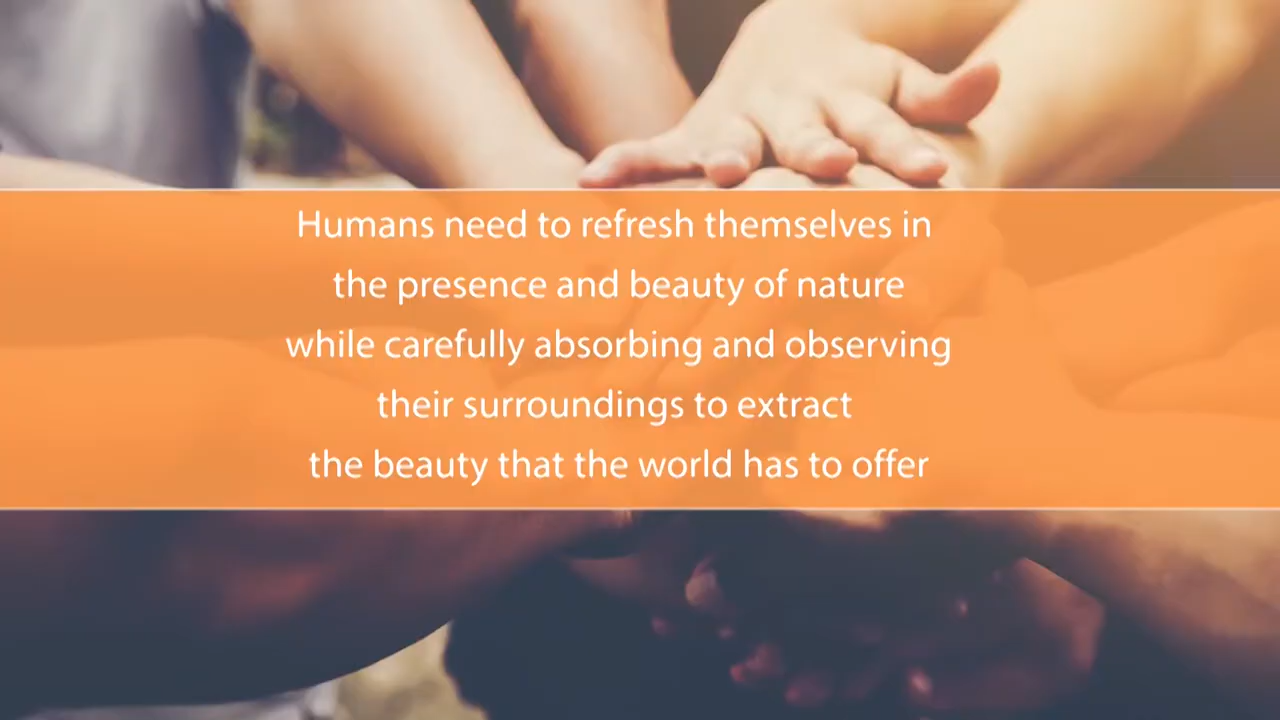 Humans need to refresh themselves in
the presence and beauty of nature
while carefully absorbing and observing
their surroundings to extract
the beauty that the world has to offer